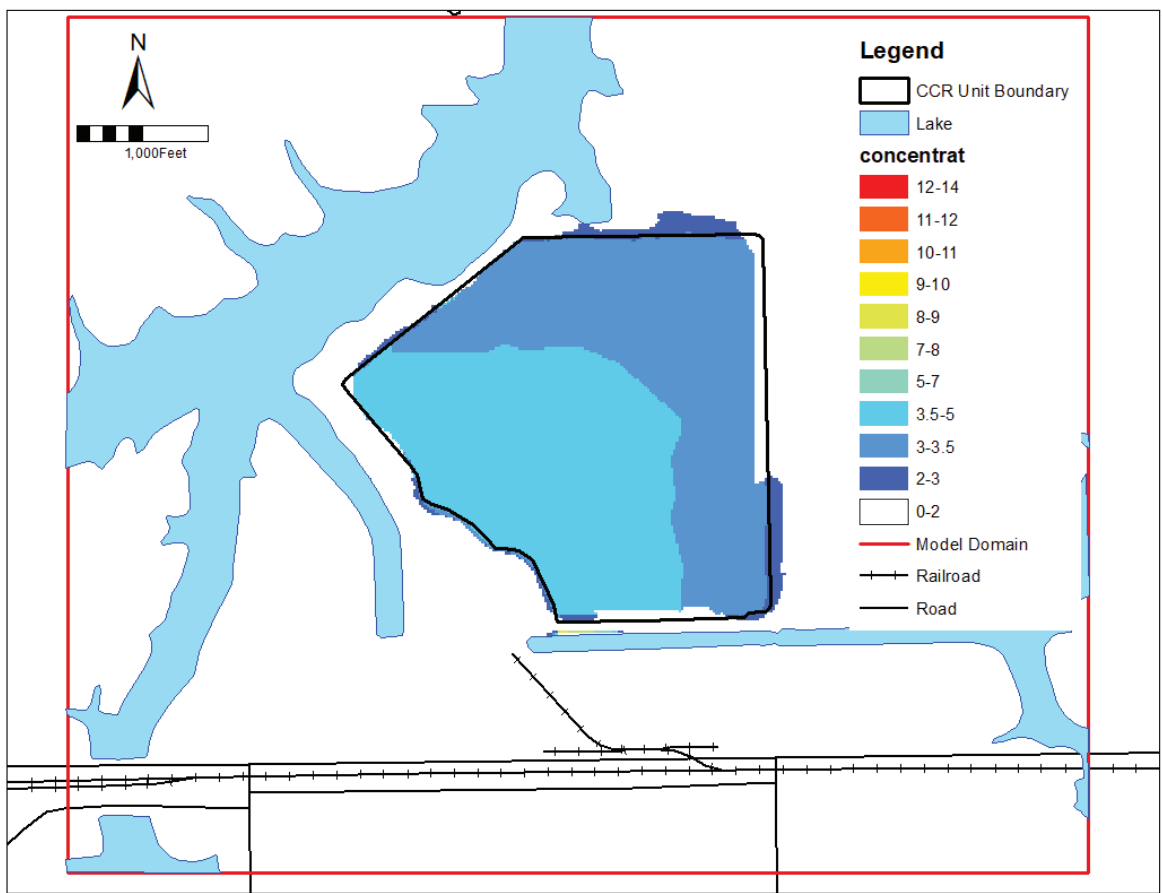 N
1,000Feet
Legend
CCR Unit Boundary
Lake
concentrat
12-14
11-12
10-11
9-10
8-9
7-8
5-7
3.5-5
3-3.5
2-3
0-2
Model Domain
Railroad
Road